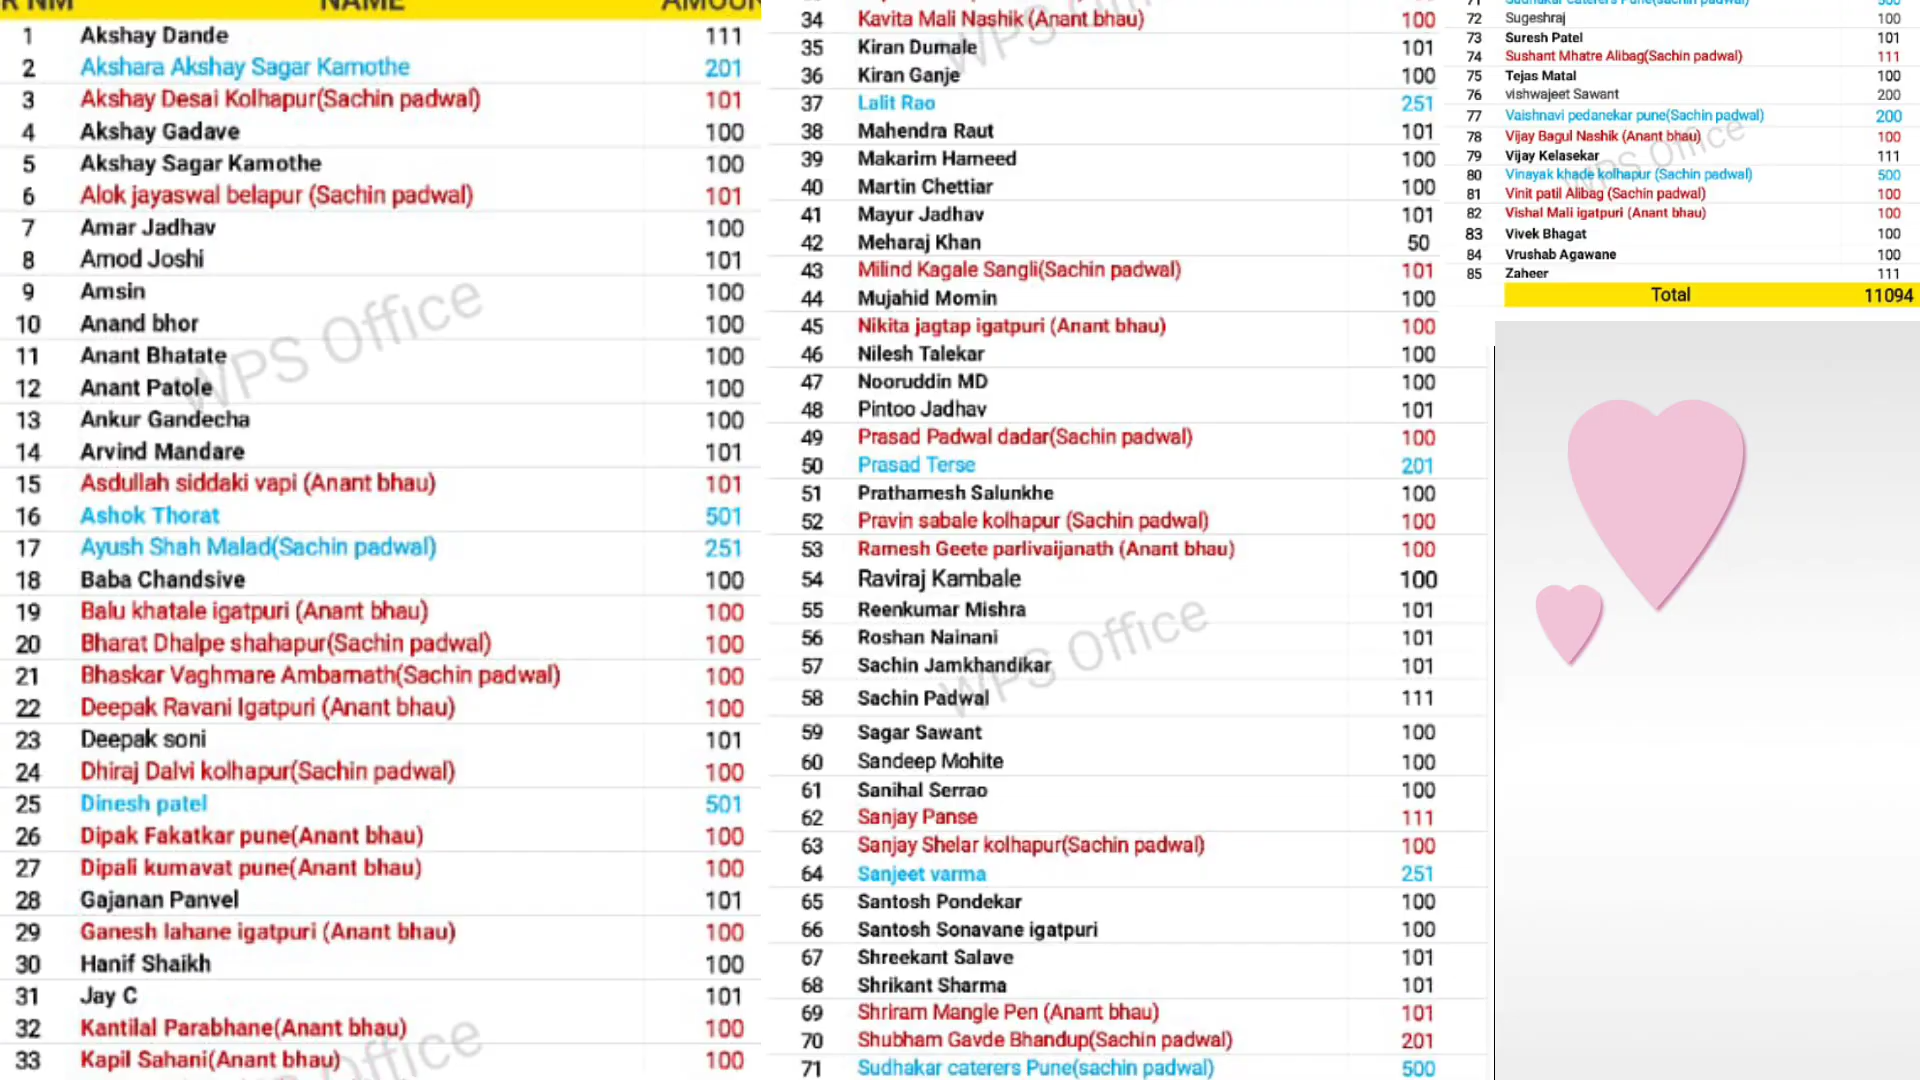 R NM NAME AMOUN
1 Akshay Dande 111
2 Akshara Akshay Sagar Kamothe 201
3 Akshay Desai Kolhapur(Sachin padwal) 101
4 Akshay Gadave 100
5 Akshay Sagar Kamothe 100
6 Alok jayaswal belapur (Sachin padwal) 101
7 Amar Jadhav 100
8 Amod Joshi 101
9 Amsin 100
10 Anand bhor 100
11 Anant Bhatate 100
12 Anant Patole 100
13 Ankur Gandecha 100
14 Arvind Mandare 101
15 Asdullah siddaki vapi (Anant bhau) 101
16 Ashok Thorat 501
17 Ayush Shah Malad(Sachin padwal) 251
18 Baba Chandsive 100
19 Balu khatale igatpuri (Anant bhau) 100
20 Bharat Dhalpe shahapur(Sachin padwal) 100
21 Bhaskar Vaghmare Ambarnath(Sachin padwal) 100
22 Deepak Ravani Igatpuri (Anant bhau) 100
23 Deepak soni 101
24 Dhiraj Dalvi kolhapur(Sachin padwal) 100
25 Dinesh patel 501
26 Dipak Fakatkar pune(Anant bhau) 100
27 Dipali kumavat pune(Anant bhau) 100
28 Gajanan Panvel 101
29 Ganesh lahane igatpuri (Anant bhau) 100
30 Hanif Shaikh 100
31 Jay C 101
32 Kantilal Parabhane(Anant bhau) 100
33 Kapil Sahani(Anant bhau) 100
WPS Office
Office
34 Kavita Mali Nashik (Anant bhau) 100
35 Kiran Dumale 101
36 Kiran Ganje 100
37 Lalit Rao 251
38 Mahendra Raut 101
39 Makarim Hameed 100
40 Martin Chettiar 100
41 Mayur Jadhav 101
42 Meharaj Khan 50
43 Milind Kagale Sangli(Sachin padwal) 101
44 Mujahid Momin 100
45 Nikita jagtap igatpuri (Anant bhau) 100
46 Nilesh Talekar 100
47 Nooruddin MD 100
48 Pintoo Jadhav 101
49 Prasad Padwal dadar(Sachin padwal) 100
50 Prasad Terse 201
51 Prathamesh Salunkhe 100
52 Pravin sabale kolhapur (Sachin padwal) 100
53 Ramesh Geete parlivaijanath (Anant bhau) 100
54 Raviraj Kambale 100
55 Reenkumar Mishra 101
56 Roshan Nainani 101
57 Sachin Jamkhandikar 101
58 Sachin Padwal 111
59 Sagar Sawant 100
60 Sandeep Mohite 100
61 Sanihal Serrao 100
62 Sanjay Panse 111
63 Sanjay Shelar kolhapur(Sachin padwal) 100
64 Sanjeet varma 251
65 Santosh Pondekar 100
66 Santosh Sonavane igatpuri 100
67 Shreekant Salave 101
68 Shrikant Sharma 101
69 Shriram Mangle Pen (Anant bhau) 101
70 Shubham Gavde Bhandup(Sachin padwal) 201
71 Sudhakar caterers Pune(sachin padwal) 500
WPS Office
WPS Office
71 Sudhakar caterers Pune(sachin padwal) 500
72 Sugeshraj 100
73 Suresh Patel 101
74 Sushant Mhatre Alibag(Sachin padwal) 111
75 Tejas Matal 100
76 vishwajeet Sawant 200
77 Vaishnavi pedanekar pune(Sachin padwal) 200
78 Vijay Bagul Nashik (Anant bhau) 100
79 Vijay Kelasekar 111
80 Vinayak khade kolhapur (Sachin padwal) 500
81 Vinit patil Alibag (Sachin padwal) 100
82 Vishal Mali igatpuri (Anant bhau) 100
83 Vivek Bhagat 100
84 Vrushab Agawane 100
85 Zaheer 111
Total 11094
WPS Office